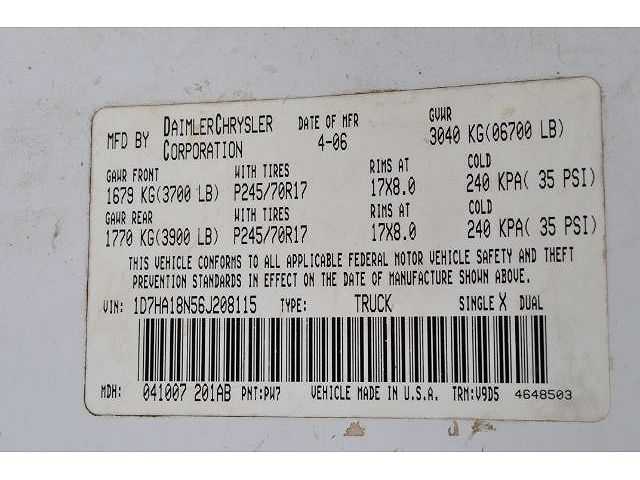 MFD BY DAIMLERCHRYSLER CORPORATION DATE OF MFR 4-06 GVWR 3040 KG(06700 LB)
GAWR FRONT WITH TIRES RIMS AT COLD
1679 KG(3700 LB) P245/70R17 17X8.0 240 KPA( 35 PSI)
GAWR REAR WITH TIRES RIMS AT COLD
1770 KG(3900 LB) P245/70R17 17X8.0 240 KPA( 35 PSI)
THIS VEHICLE CONFORMS TO ALL APPLICABLE FEDERAL MOTOR VEHICLE SAFETY AND THEFT
PREVENTION STANDARDS IN EFFECT ON THE DATE OF MANUFACTURE SHOWN ABOVE.
VIN: 1D7HA18N56J208115 TYPE: TRUCK SINGLE X DUAL
MDH: 041007 201AB PNT:PW7 VEHICLE MADE IN U.S.A. TRM:V9D5 4648503